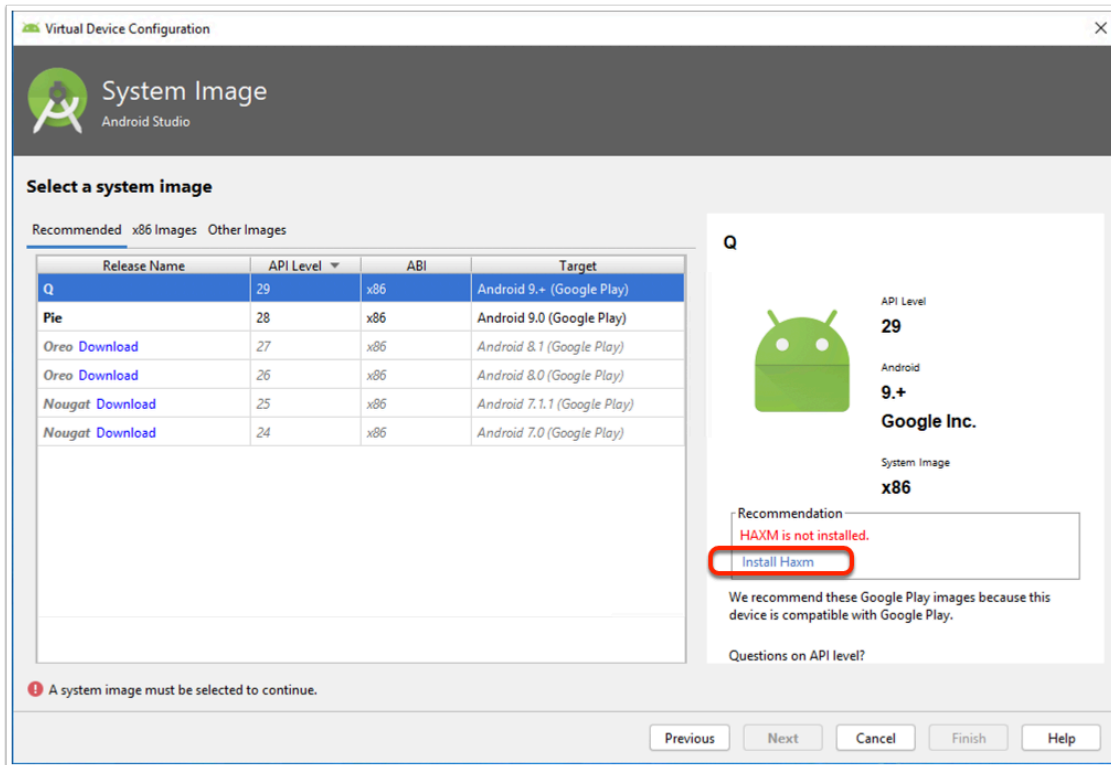 Virtual Device Configuration
System Image
Android Studio
Select a system image
Recommended x86 Images Other Images
Release Name API Level ABI Target
Q 29 x86 Android 9.+ (Google Play)
Pie 28 x86 Android 9.0 (Google Play)
Oreo Download 27 x86 Android 8.1 (Google Play)
Oreo Download 26 x86 Android 8.0 (Google Play)
Nougat Download 25 x86 Android 7.1.1 (Google Play)
Nougat Download 24 x86 Android 7.0 (Google Play)
Q
API Level
29
Android
9.+
Google Inc.
System Image
x86
Recommendation
HAXM is not installed.
Install Haxm
We recommend these Google Play images because this
device is compatible with Google Play.
Questions on API level?
A system image must be selected to continue.
Previous Next Cancel Finish Help